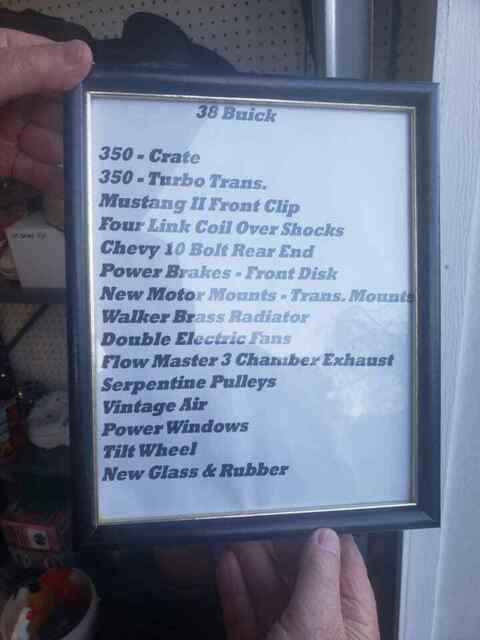 38 Buick
350 - Crate
350 - Turbo Trans.
Mustang II Front Clip
Four Link Coil Over Shocks
Chevy 10 Bolt Rear End
Power Brakes - Front Disk
New Motor Mounts - Trans. Mounts
Walker Brass Radiator
Double Electric Fans
Flow Master 3 Chamber Exhaust
Serpentine Pulleys
Vintage Air
Power Windows
Tilt Wheel
New Glass & Rubber